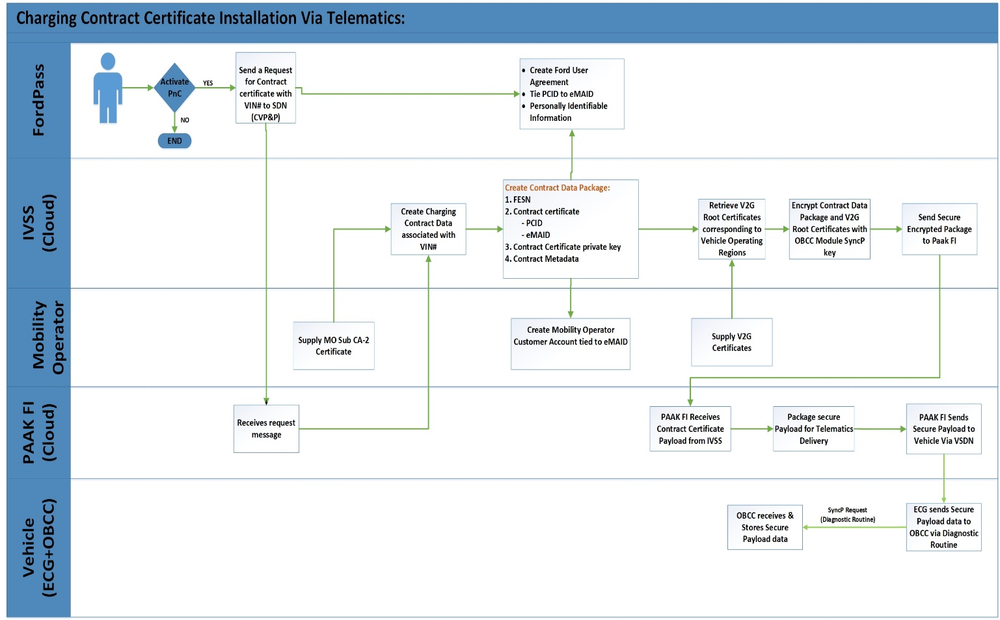 Charging Contract Certificate Installation Via Telematics:
FordPass
Activate
PnC
YES
NO
END
Send a Request
for Contract
certificate with
VIN# to SDN
(CVP&P)
• Create Ford User
Agreement
• Tie PCID to eMAID
• Personally Identifiable
Information
IVSS
(Cloud)
Create Charging
Contract Data
associated with
VIN#
Create Contract Data Package:
1. FESN
2. Contract certificate
- PCID
- eMAID
3. Contract Certificate private key
4. Contract Metadata
Retrieve V2G
Root Certificates
corresponding to
Vehicle Operating
Regions
Encrypt Contract Data
Package and V2G
Root Certificates with
OBCC Module SyncP
key
Send Secure
Encrypted Package
to Paak FI
Mobility
Operator
Supply MO Sub CA-2
Certificate
Create Mobility Operator
Customer Account tied to eMAID
Supply V2G
Certificates
PAAK FI
(Cloud)
Receives request
message
PAAK FI Receives
Contract Certificate
Payload from IVSS
Package secure
Payload for Telematics
Delivery
PAAK FI Sends
Secure Payload to
Vehicle Via VSDN
Vehicle
(ECG+OBCC)
OBCC receives &
Stores Secure
Payload data
SyncP Request
(Diagnostic Routine)
ECG sends Secure
Payload data to
OBCC via Diagnostic
Routine